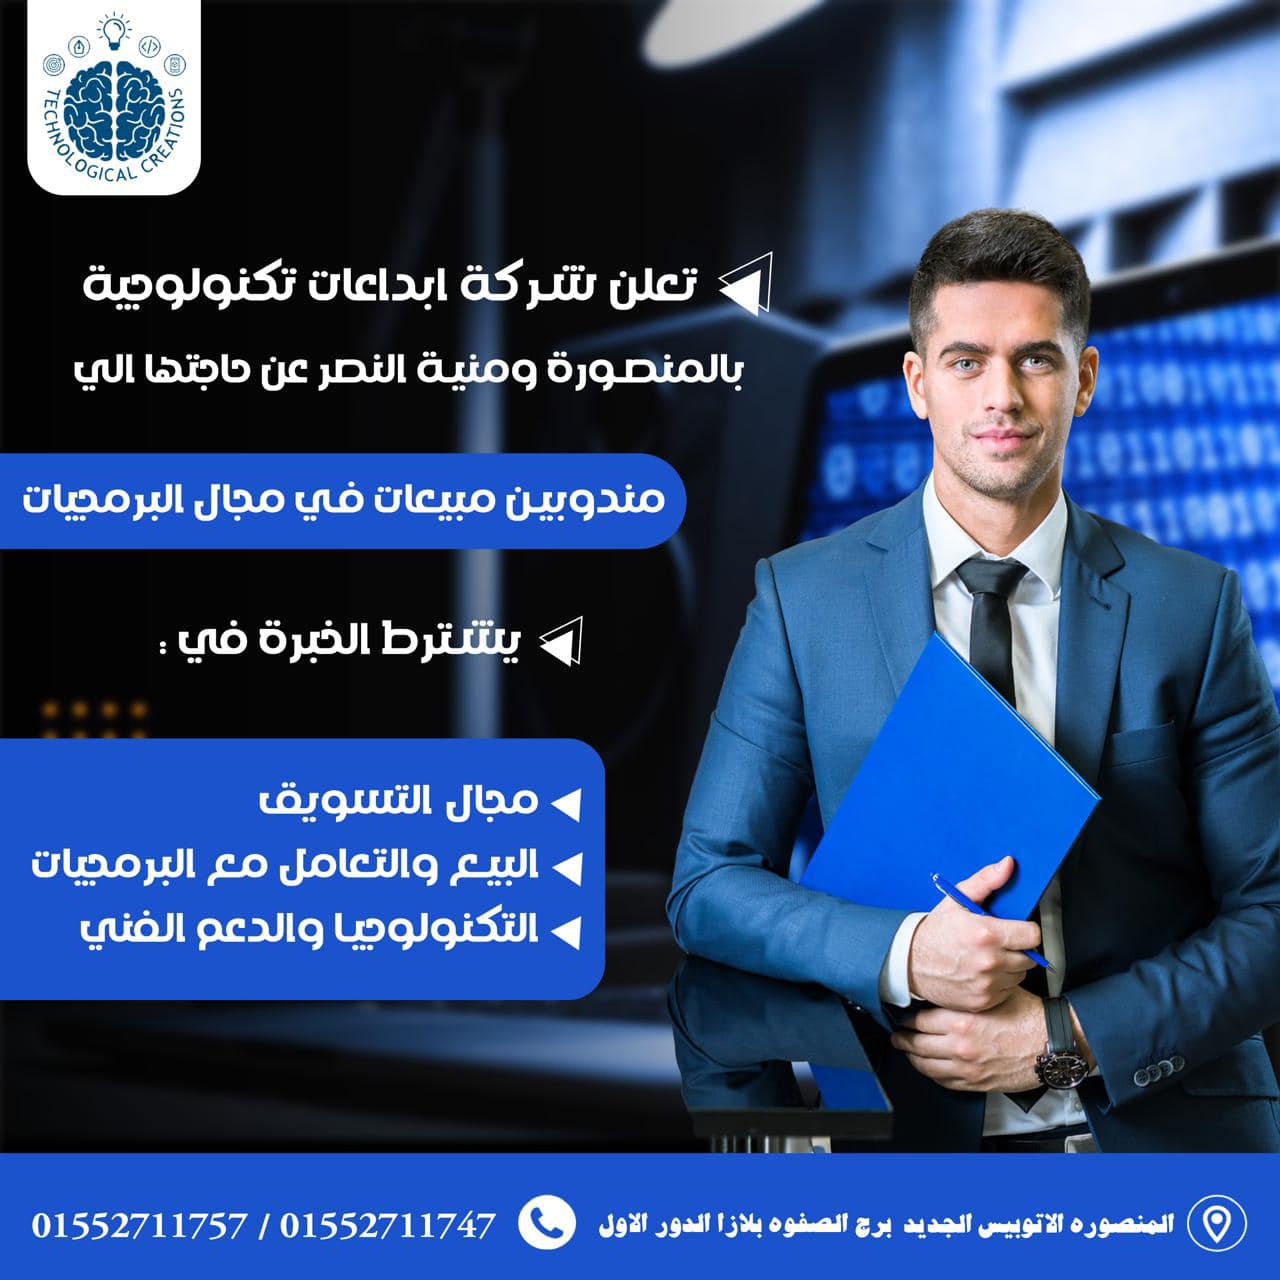 TECHNOLOGICAL CREATIONS
تعلن شركة ابداعات تكنولوجية
بالمنصورة ومنية النصر عن حاجتها الي
مندوبين مبيعات في مجال البرمجيات
يشترط الخبرة في :
مجال التسويق
البيع والتعامل مع البرمجيات
التكنولوجيا والدعم الفني
المنصوره الاتوبيس الجديد برج الصفوه بلازا الدور الاول
01552711757 / 01552711747